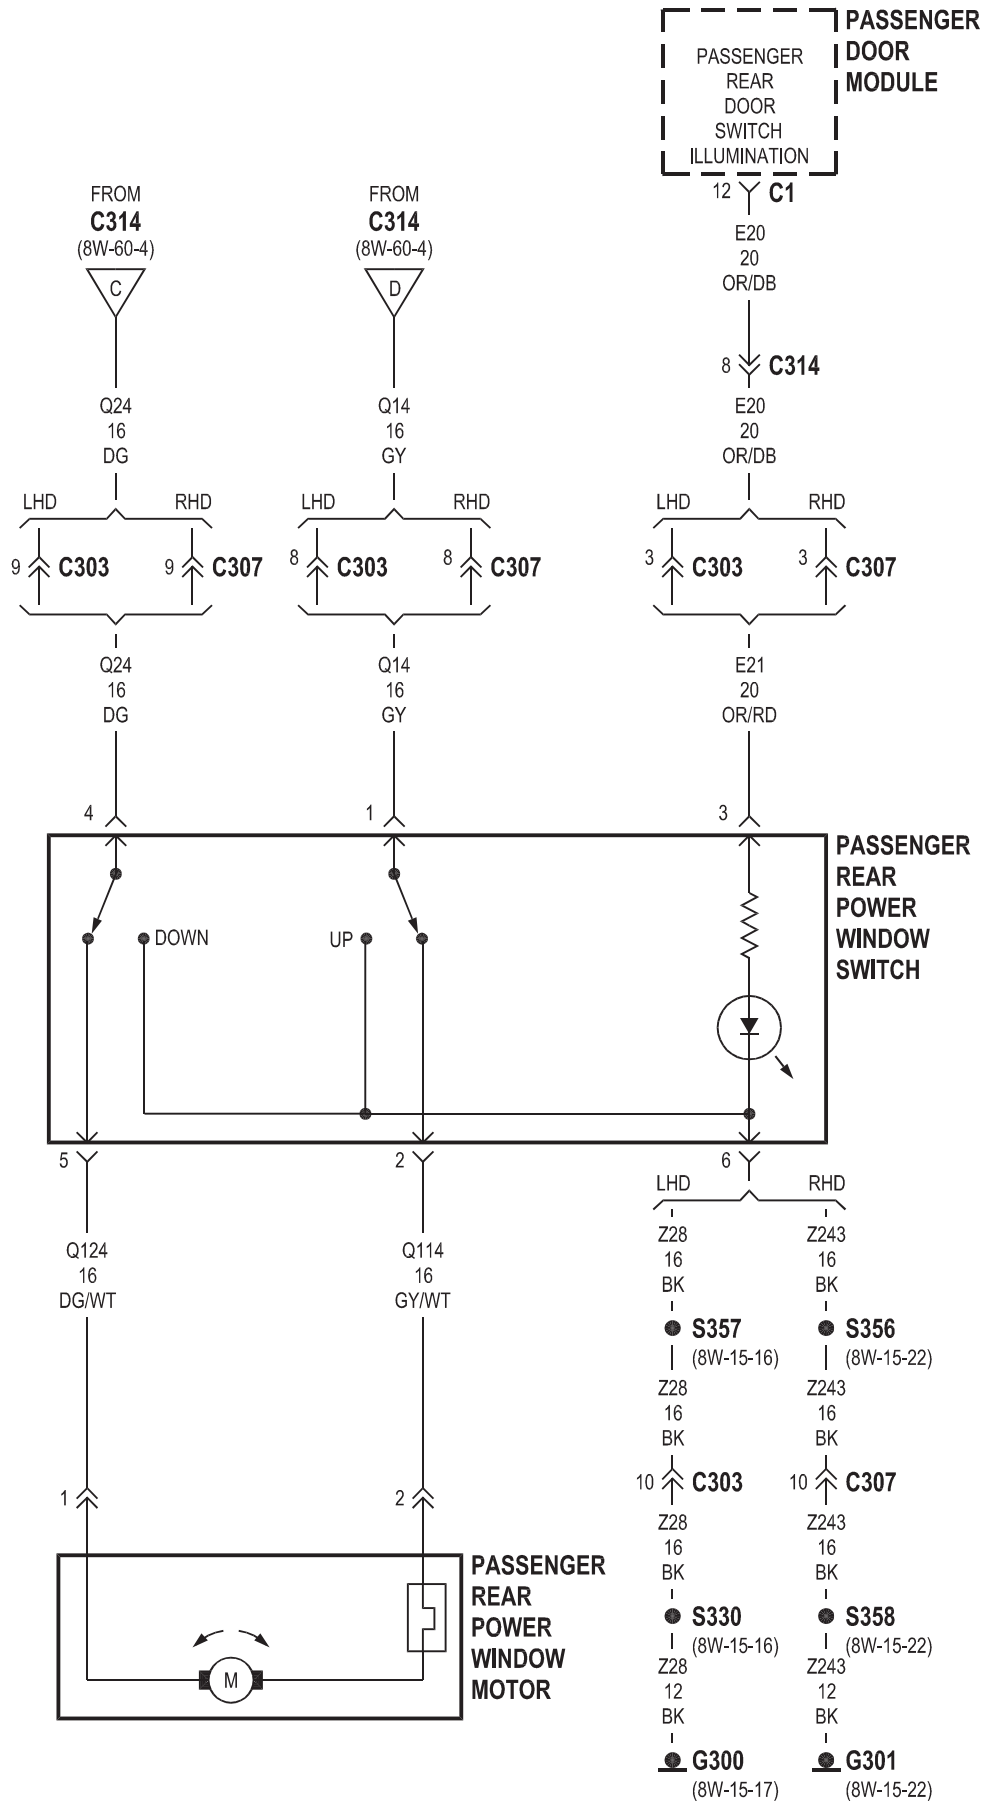 PASSENGER
DOOR
MODULE
PASSENGER
REAR
DOOR
SWITCH
ILLUMINATION
12 C1
E20
20
OR/DB
8 C314
E20
20
OR/DB
FROM
C314
(8W-60-4)
C
Q24
16
DG
FROM
C314
(8W-60-4)
D
Q14
16
GY
LHD RHD LHD RHD LHD RHD
9 C303 9 C307 8 C303 8 C307 3 C303 3 C307
Q24
16
DG
Q14
16
GY
E21
20
OR/RD
4 1 3
PASSENGER
REAR
POWER
WINDOW
SWITCH
DOWN UP
5 2 6
Q124
16
DG/WT
Q114
16
GY/WT
1 2
PASSENGER
REAR
POWER
WINDOW
MOTOR
M
LHD RHD
Z28
16
BK
S357
(8W-15-16)
Z28
16
BK
10 C303
Z28
16
BK
S330
(8W-15-16)
Z28
12
BK
G300
(8W-15-17)
Z243
16
BK
S356
(8W-15-22)
Z243
16
BK
10 C307
Z243
16
BK
S358
(8W-15-22)
Z243
12
BK
G301
(8W-15-22)